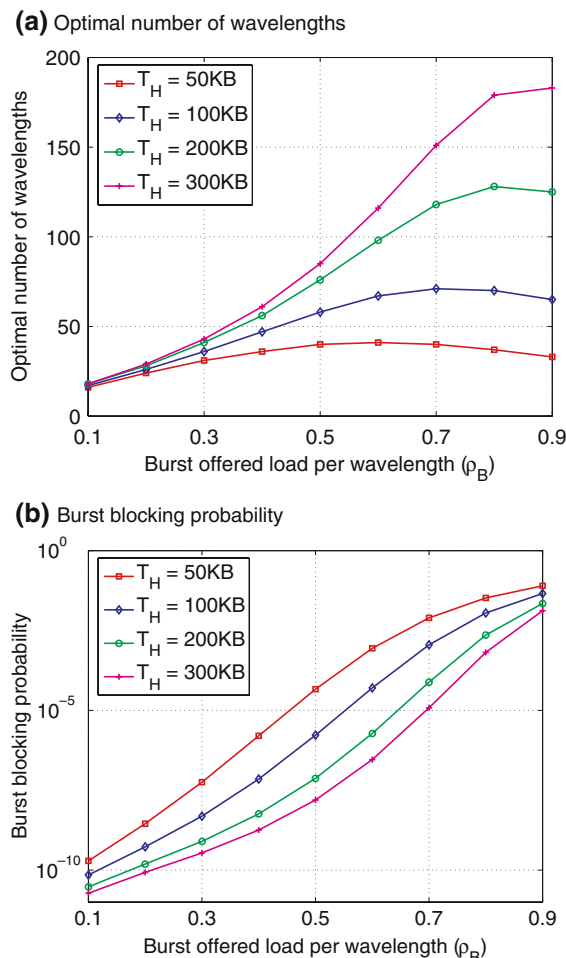 (a) Optimal number of wavelengths
200
150
100
50
0
Optimal number of wavelengths
T_H = 50KB
T_H = 100KB
T_H = 200KB
T_H = 300KB
0.1 0.3 0.5 0.7 0.9
Burst offered load per wavelength (ρ_B)
(b) Burst blocking probability
10^0
10^-5
10^-10
Burst blocking probability
T_H = 50KB
T_H = 100KB
T_H = 200KB
T_H = 300KB
0.1 0.3 0.5 0.7 0.9
Burst offered load per wavelength (ρ_B)